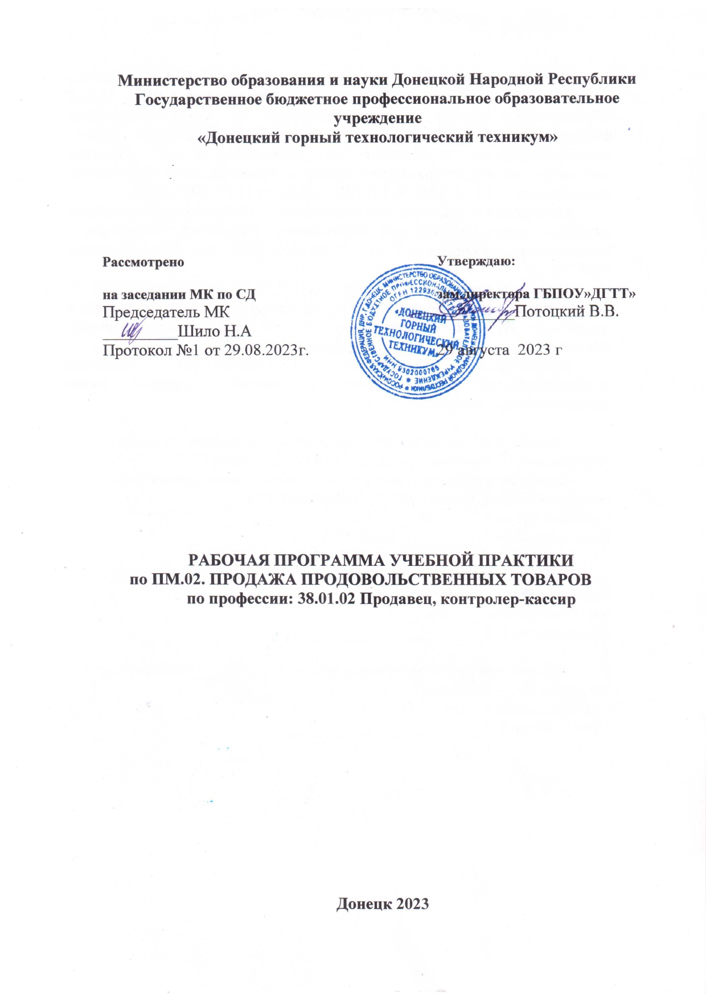 Министерство образования и науки Донецкой Народной Республики
Государственное бюджетное профессиональное образовательное
учреждение
«Донецкий горный технологический техникум»
Рассмотрено
на заседании МК по СД
Председатель МК
__________Шило Н.А
Протокол №1 от 29.08.2023г.
Утверждаю:
зам.директора ГБПОУ»ДГТТ»
__________Потоцкий В.В.
29 августа 2023 г
«ДОНЕЦКИЙ
ГОРНЫЙ
ТЕХНОЛОГИЧЕСКИЙ
ТЕХНИКУМ»
РАБОЧАЯ ПРОГРАММА УЧЕБНОЙ ПРАКТИКИ
по ПМ.02. ПРОДАЖА ПРОДОВОЛЬСТВЕННЫХ ТОВАРОВ
по профессии: 38.01.02 Продавец, контролер-кассир
Донецк 2023